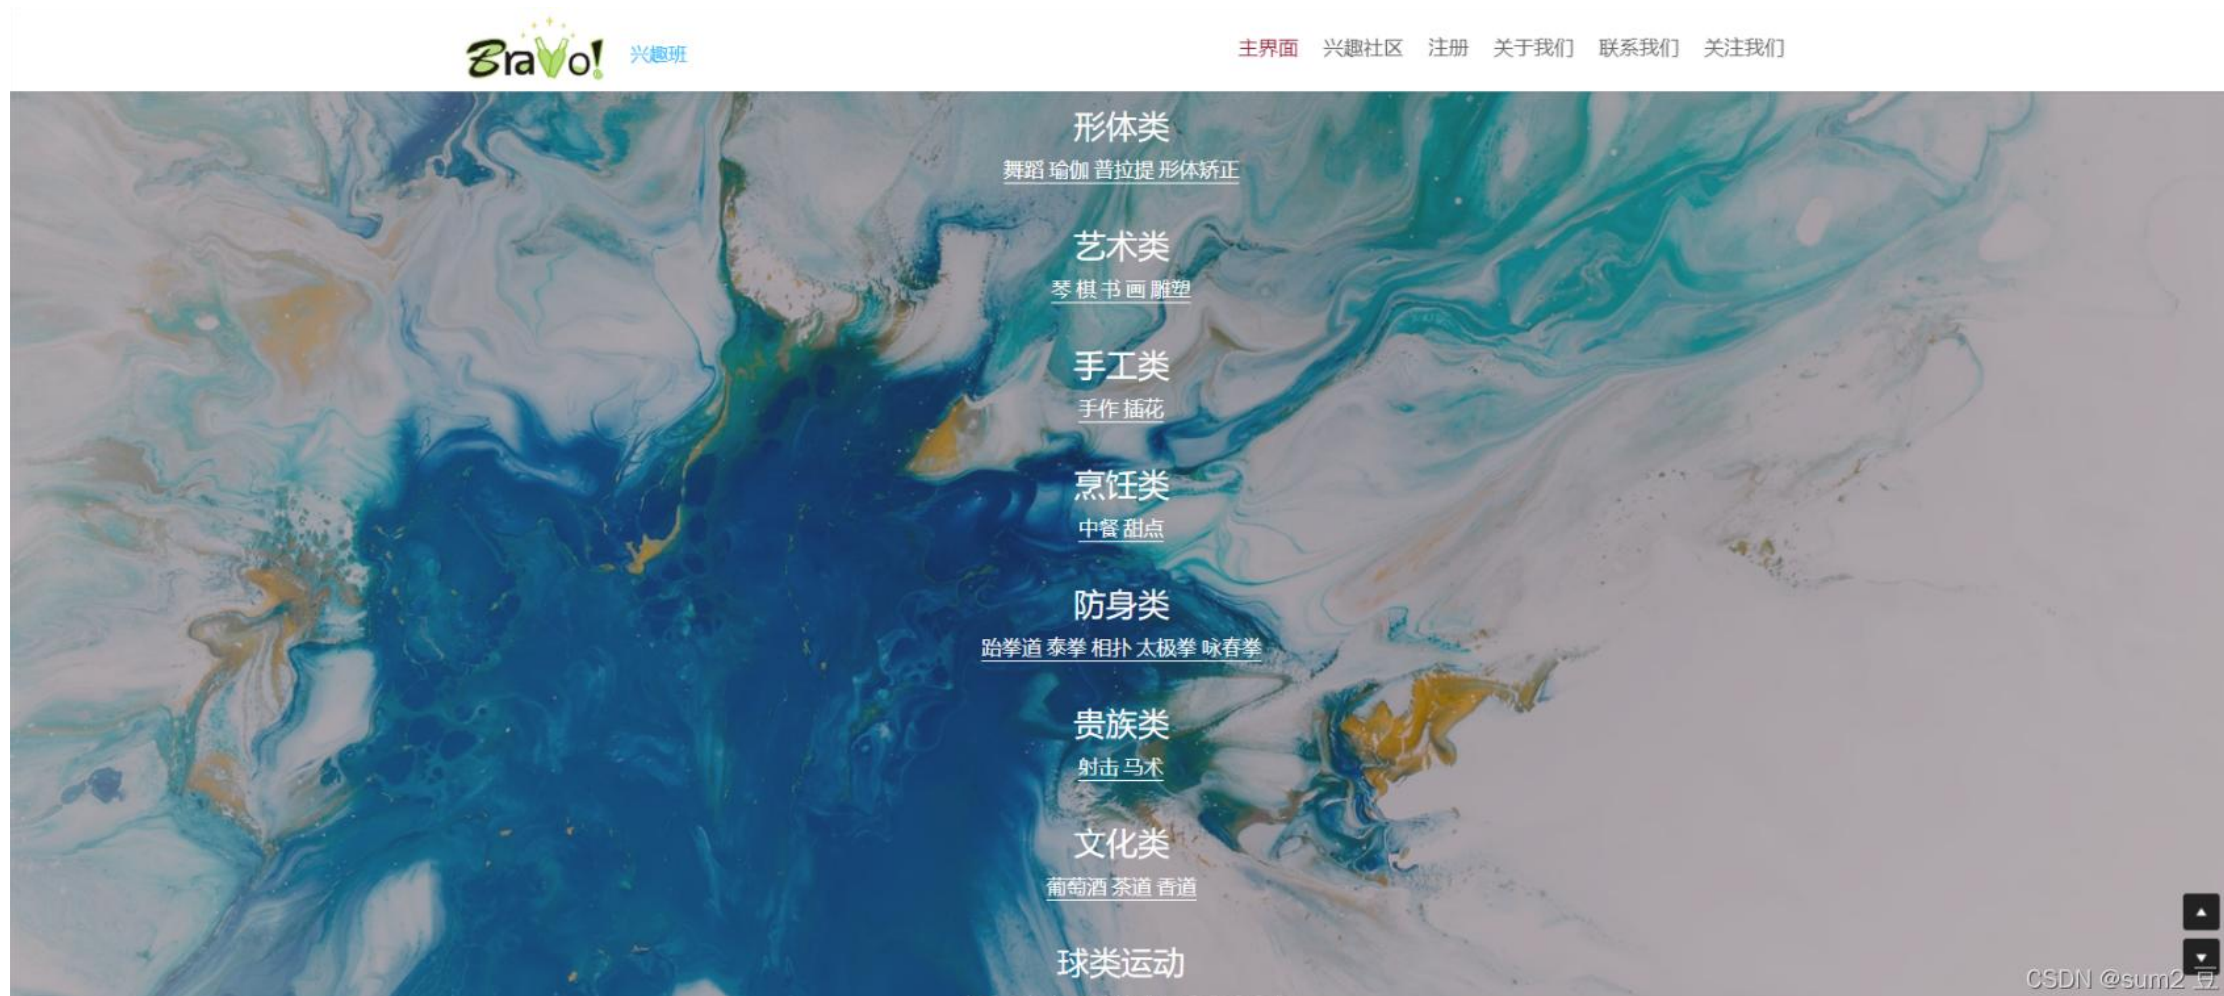 BraVo!
兴趣班
主界面 兴趣社区 注册 关于我们 联系我们 关注我们
形体类
舞蹈 瑜伽 普拉提 形体矫正
艺术类
琴 棋 书 画 雕塑
手工类
手作 插花
烹饪类
中餐 甜点
防身类
跆拳道 泰拳 相扑 太极拳 咏春拳
贵族类
射击 马术
文化类
葡萄酒 茶道 香道
球类运动
CSDN @sum2 豆